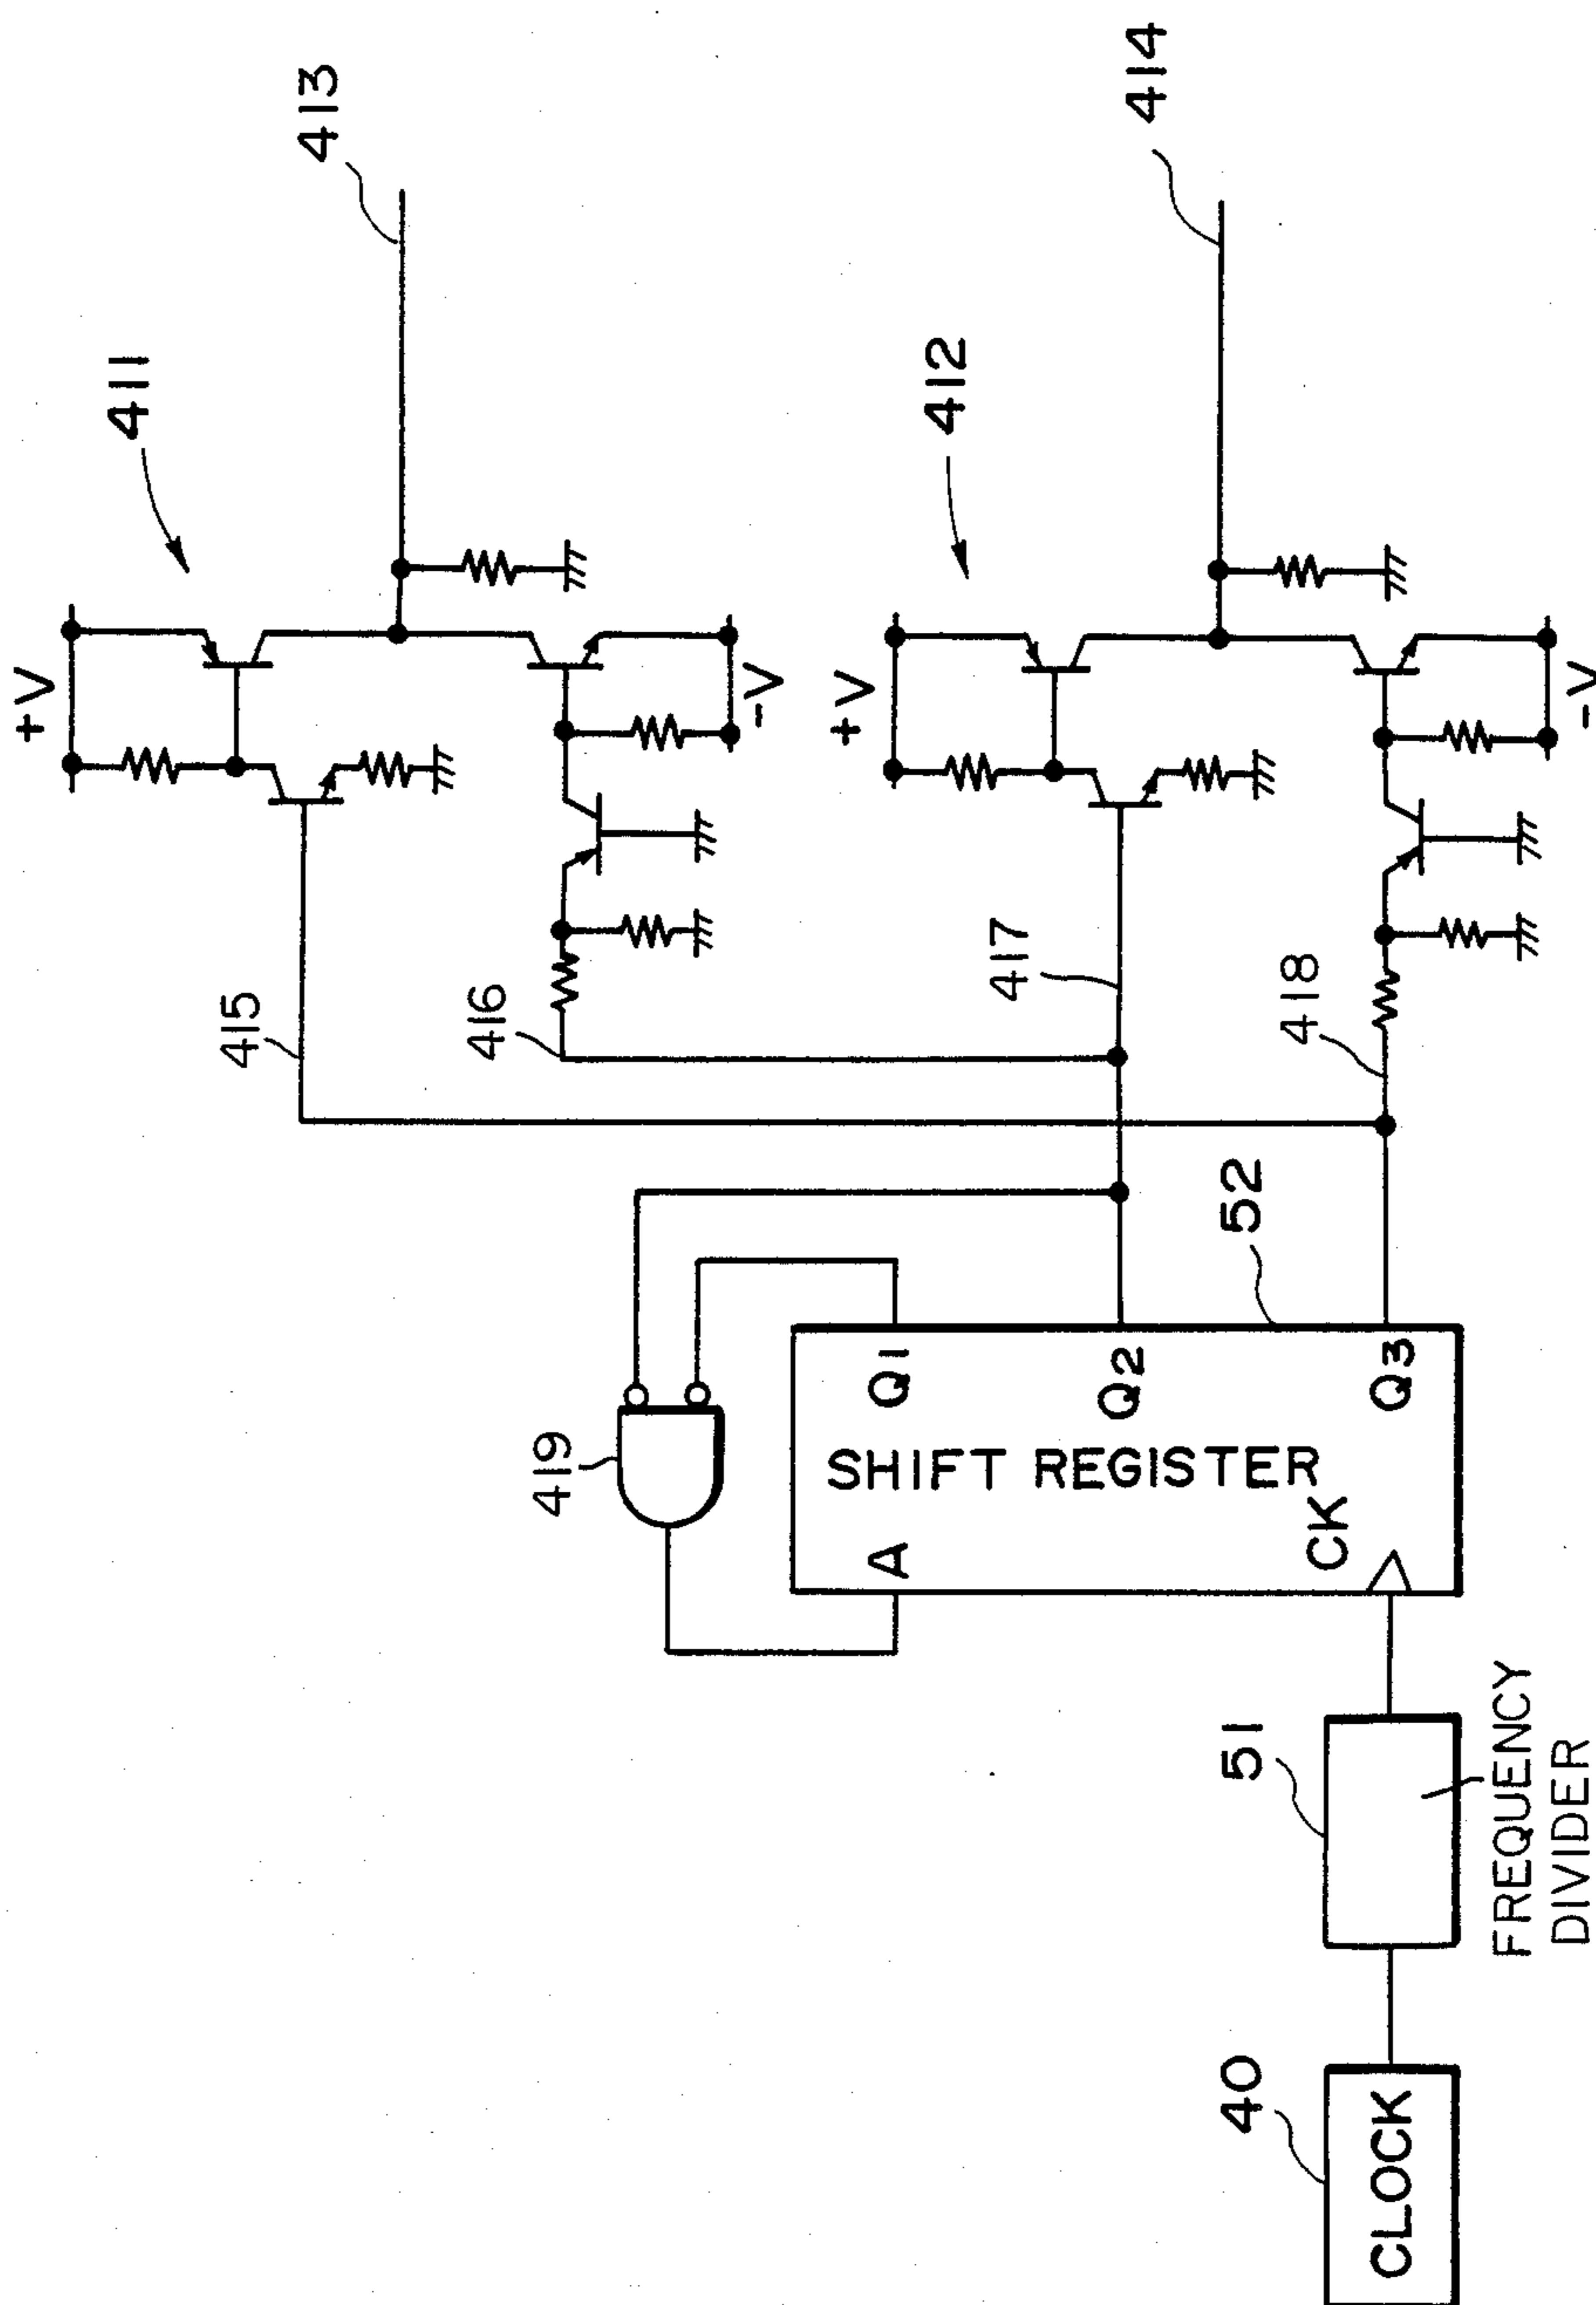 411
413
+V
-V
415
416
412
414
+V
-V
417
418
419
52
Q1
Q2
Q3
SHIFT REGISTER
A
CK
51
FREQUENCY
DIVIDER
40
CLOCK